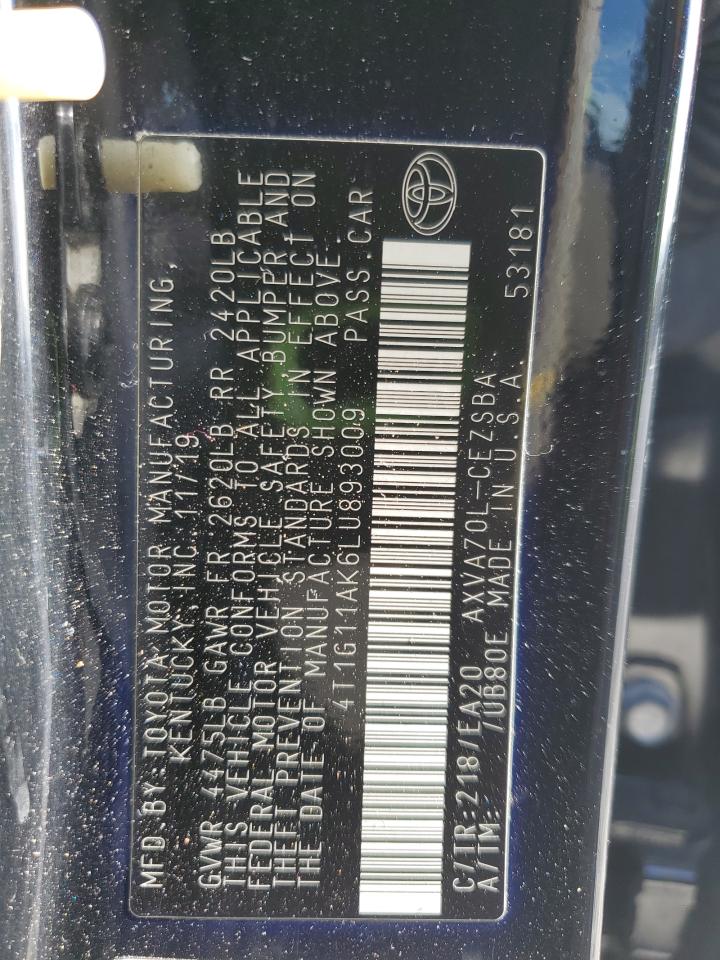 MFD.BY:TOYOTA MOTOR MANUFACTURING,
KENTUCKY,INC 11/19
GVWR 4475LB GAWR FR 2620LB RR 2420LB
THIS VEHICLE CONFORMS TO ALL APPLICABLE
FEDERAL MOTOR VEHICLE SAFETY,BUMPER,AND
THEFT PREVENTION STANDARDS IN EFFECT ON
THE DATE OF MANUFACTURE SHOWN ABOVE.
4T1G11AK6LU893009 PASS.CAR
C/TR:218/EA20 AXVA70L-CEZSBA 53181
A/TM: /UB80E MADE IN U.S.A.